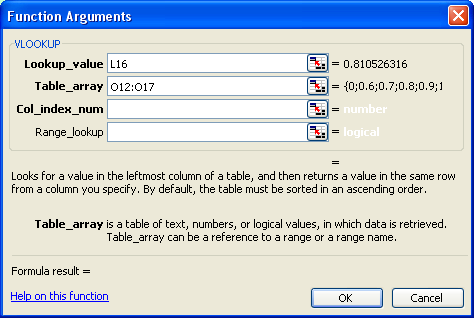 Function Arguments
VLOOKUP
Lookup_value L16 = 0.810526316
Table_array O12:O17 = {0;0.6;0.7;0.8;0.9;1
Col_index_num = number
Range_lookup = logical
=
Looks for a value in the leftmost column of a table, and then returns a value in the same row
from a column you specify. By default, the table must be sorted in an ascending order.
Table_array is a table of text, numbers, or logical values, in which data is retrieved.
Table_array can be a reference to a range or a range name.
Formula result =
Help on this function OK Cancel